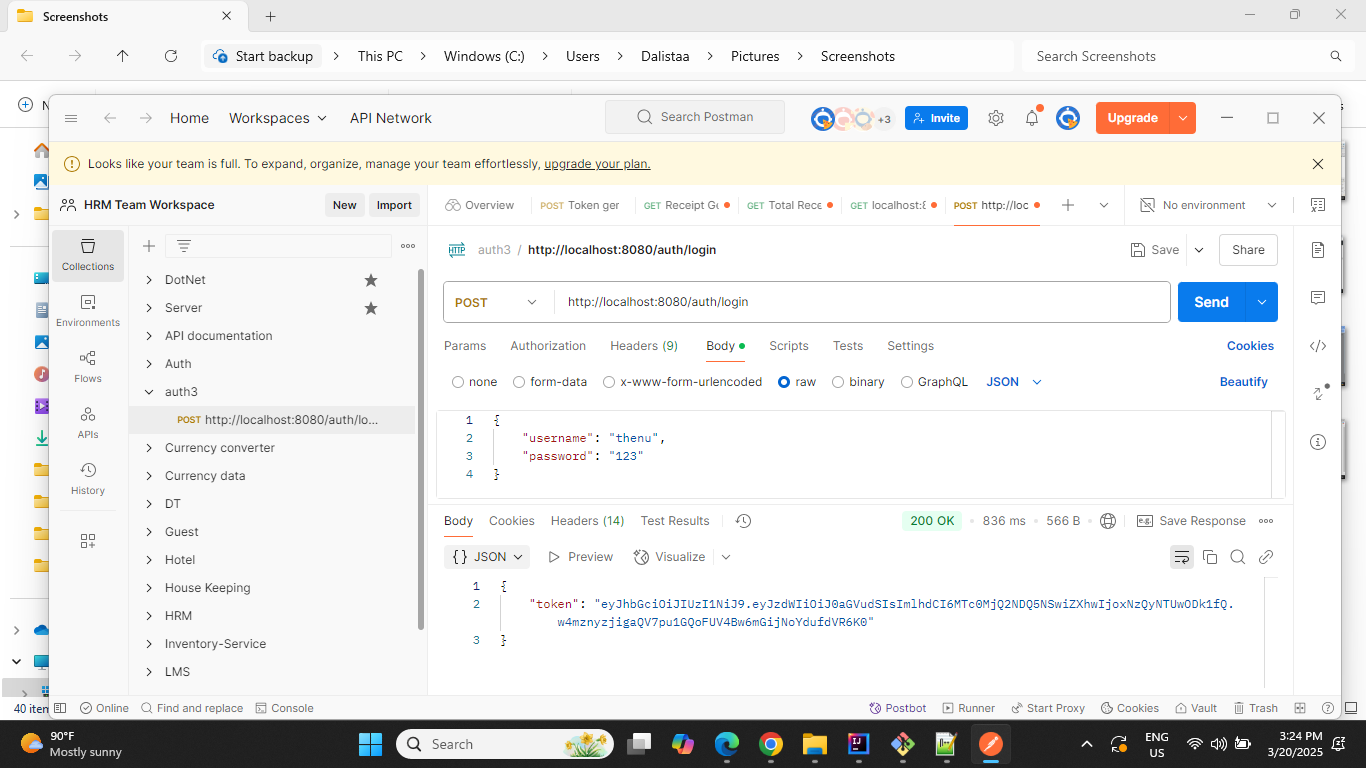 Screenshots
Start backup
This PC
Windows (C:)
Users
Dalistaa
Pictures
Screenshots
Search Screenshots
Home
Workspaces
API Network
Search Postman
+3
Invite
Upgrade
Looks like your team is full. To expand, organize, manage your team effortlessly, upgrade your plan.
HRM Team Workspace
New
Import
Overview
POST Token ger
GET Receipt Ge
GET Total Rece
GET localhost:8
POST http://loc
No environment
Collections
Environments
Flows
APIs
History
DotNet
Server
API documentation
Auth
auth3
POST http://localhost:8080/auth/lo...
Currency converter
Currency data
DT
Guest
Hotel
House Keeping
HRM
Inventory-Service
LMS
HTTP
auth3 / http://localhost:8080/auth/login
Save
Share
POST
http://localhost:8080/auth/login
Send
Params
Authorization
Headers (9)
Body
Scripts
Tests
Settings
Cookies
none
form-data
x-www-form-urlencoded
raw
binary
GraphQL
JSON
Beautify
1 {
2 "username": "thenu",
3 "password": "123"
4 }
Body
Cookies
Headers (14)
Test Results
200 OK
836 ms
566 B
e.g.
Save Response
{} JSON
Preview
Visualize
1 {
2 "token": "eyJhbGciOiJIUzI1NiJ9.eyJzdWIiOiJ0aGVudSIsImlhdCI6MTc0MjQ2NDQ5NSwiZXhwIjoxNzQyNTUwODk1fQ.
w4mznyzjigaQV7pu1GQoFUV4Bw6mGijNoYdufdVR6K0"
3 }
40 iten
Online
Find and replace
Console
Postbot
Runner
Start Proxy
Cookies
Vault
Trash
90°F
Mostly sunny
Search
ENG
US
3:24 PM
3/20/2025